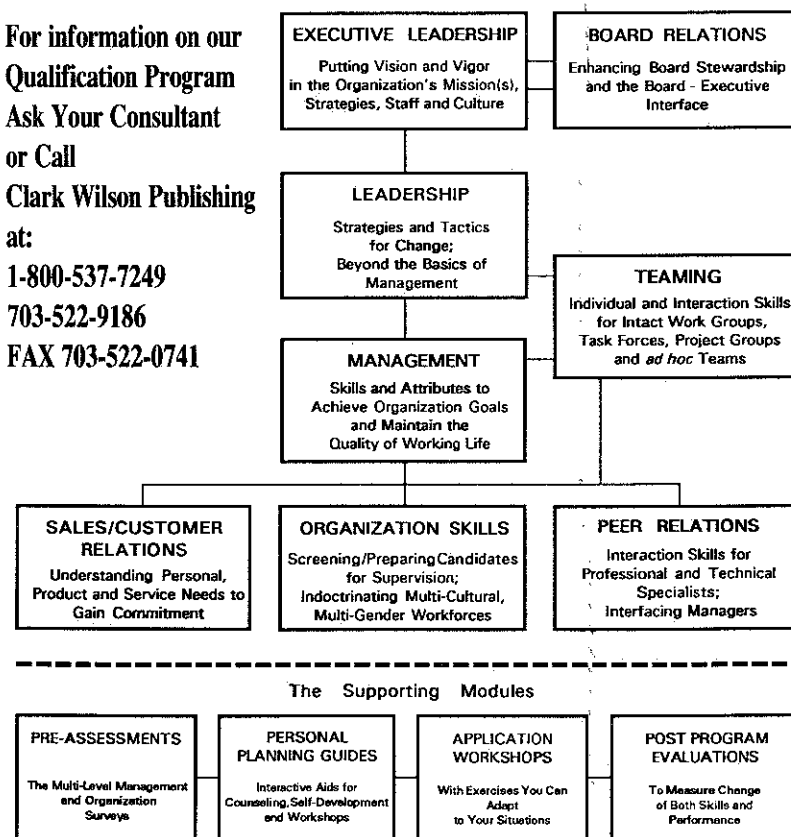 For information on our
Qualification Program
Ask Your Consultant
or Call
Clark Wilson Publishing
at:
1-800-537-7249
703-522-9186
FAX 703-522-0741
EXECUTIVE LEADERSHIP
Putting Vision and Vigor
in the Organization's Mission(s),
Strategies, Staff and Culture
BOARD RELATIONS
Enhancing Board Stewardship
and the Board - Executive
Interface
LEADERSHIP
Strategies and Tactics
for Change;
Beyond the Basics of
Management
TEAMING
Individual and Interaction Skills
for Intact Work Groups,
Task Forces, Project Groups
and ad hoc Teams
MANAGEMENT
Skills and Attributes to
Achieve Organization Goals
and Maintain the
Quality of Working Life
SALES/CUSTOMER
RELATIONS
Understanding Personal,
Product and Service Needs to
Gain Commitment
ORGANIZATION SKILLS
Screening/Preparing Candidates
for Supervision;
Indoctrinating Multi-Cultural,
Multi-Gender Workforces
PEER RELATIONS
Interaction Skills for
Professional and Technical
Specialists;
Interfacing Managers
The Supporting Modules
PRE-ASSESSMENTS
The Multi-Level Management
and Organization
Surveys
PERSONAL
PLANNING GUIDES
Interactive Aids for
Counseling, Self-Development
and Workshops
APPLICATION
WORKSHOPS
With Exercises You Can
Adapt
to Your Situations
POST PROGRAM
EVALUATIONS
To Measure Change
of Both Skills and
Performance